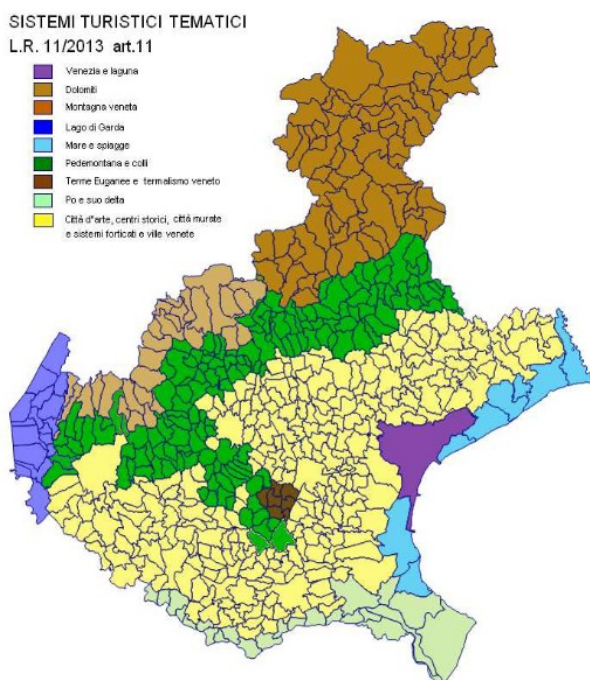 SISTEMI TURISTICI TEMATICI
L.R. 11/2013 art.11
Venezia e laguna
Dolomiti
Montagna veneta
Lago di Garda
Mare e spiagge
Pedemontana e colli
Terme Euganee e termalismo veneto
Po e suo delta
Città d"arte, centri storici, città murate
e sistemi forticati e ville venete